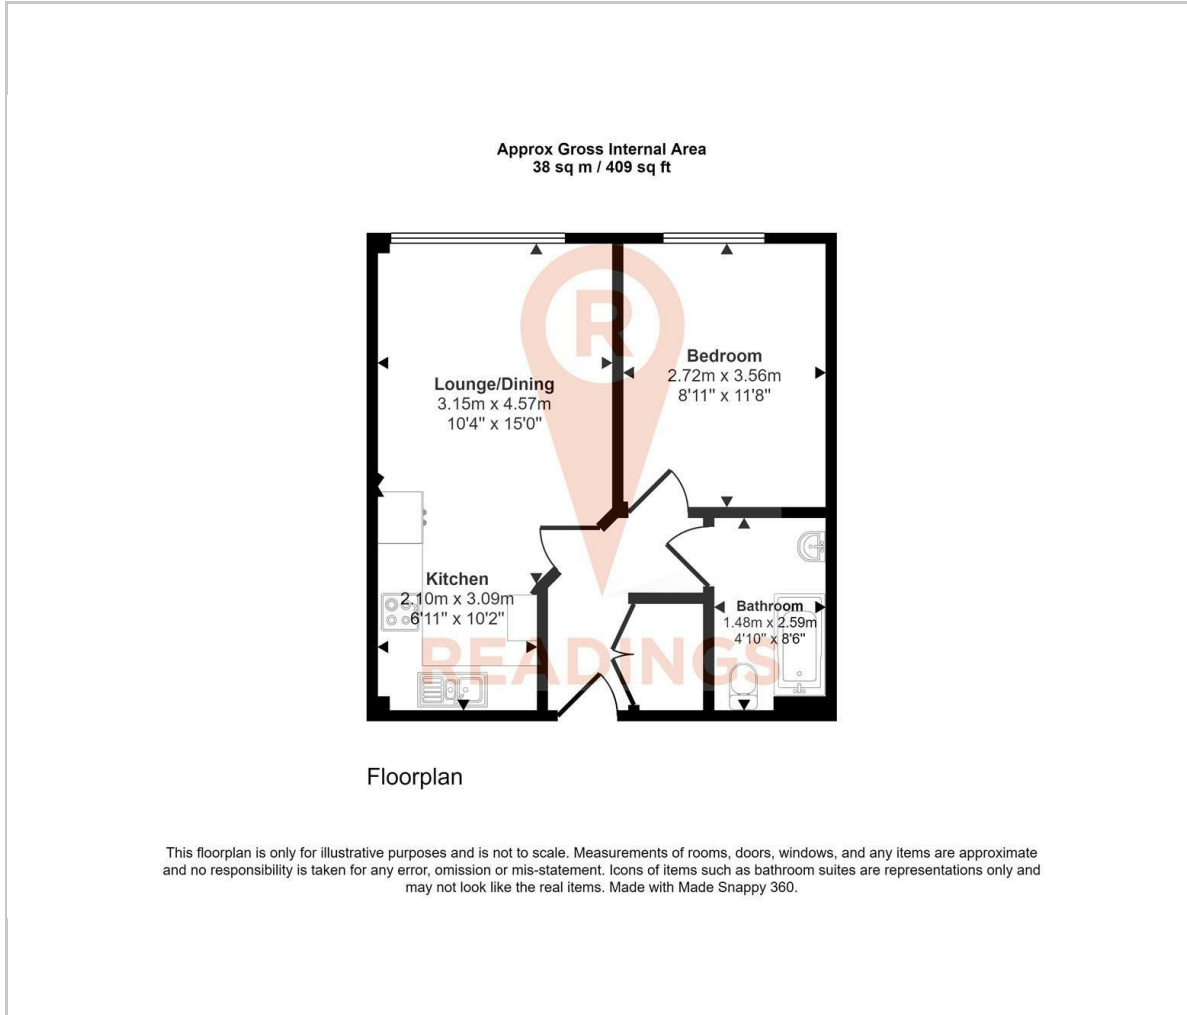 Approx Gross Internal Area
38 sq m / 409 sq ft
R
Bedroom
2.72m x 3.56m
8'11" x 11'8"
Lounge/Dining
3.15m x 4.57m
10'4" x 15'0"
Kitchen
2.10m x 3.09m
6'11" x 10'2"
Bathroom
1.48m x 2.59m
4'10" x 8'6"
READINGS
Floorplan
This floorplan is only for illustrative purposes and is not to scale. Measurements of rooms, doors, windows, and any items are approximate
and no responsibility is taken for any error, omission or mis-statement. Icons of items such as bathroom suites are representations only and
may not look like the real items. Made with Made Snappy 360.